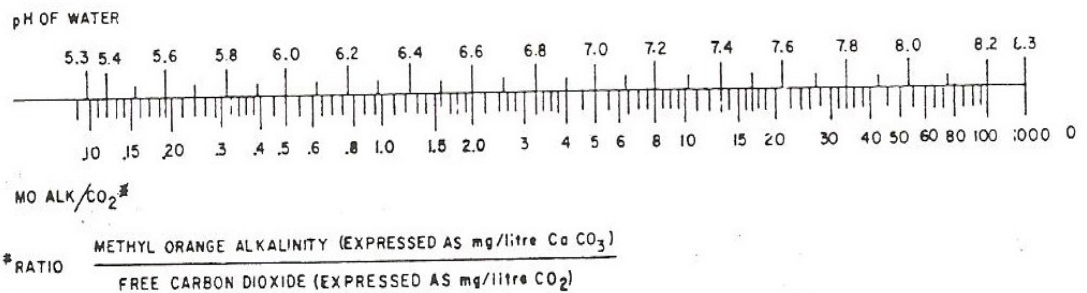 pH OF WATER
5.3 5.4 5.6 5.8 6.0 6.2 6.4 6.6 6.8 7.0 7.2 7.4 7.6 7.8 8.0 8.2 8.3
.10 .15 .20 .3 .4 .5 .6 .8 1.0 1.5 2.0 3 4 5 6 8 10 15 20 30 40 50 60 80 100 1000 0
MO ALK/CO2*
*RATIO METHYL ORANGE ALKALINITY (EXPRESSED AS mg/litre Ca CO3)
FREE CARBON DIOXIDE (EXPRESSED AS mg/litre CO2)